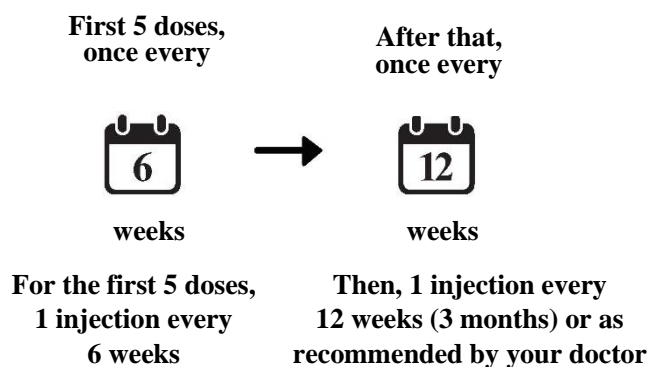 First 5 doses,
once every
6
weeks
For the first 5 doses,
1 injection every
6 weeks
After that,
once every
12
weeks
Then, 1 injection every
12 weeks (3 months) or as
recommended by your doctor